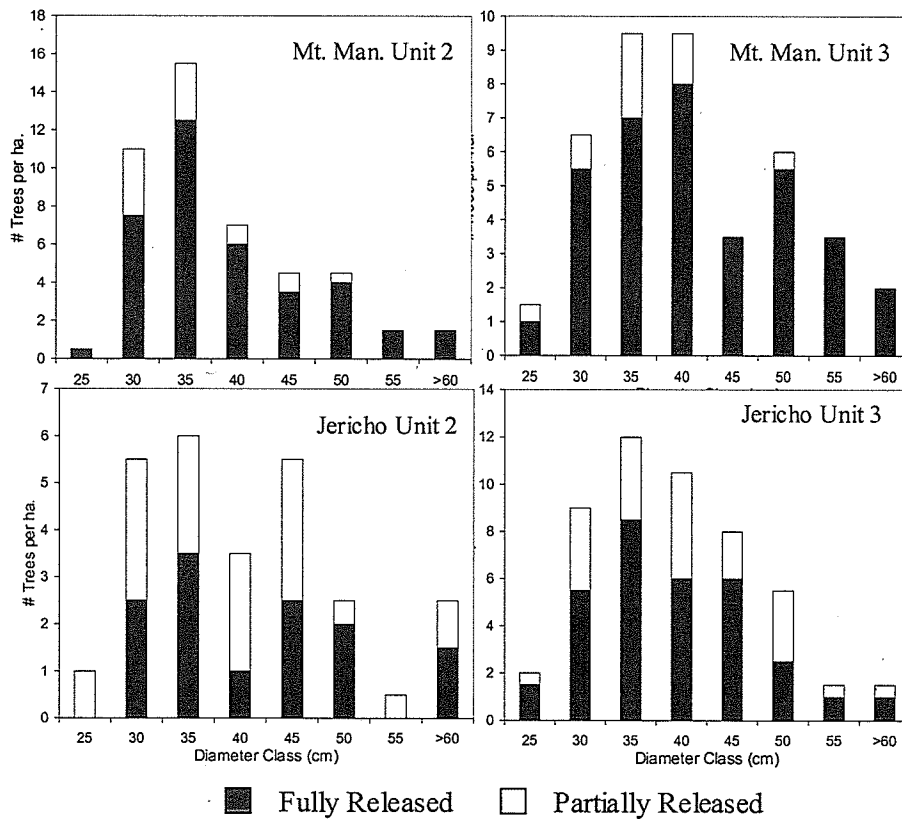 Mt. Man. Unit 2
# Trees per ha.
18
16
14
12
10
8
6
4
2
0
25 30 35 40 45 50 55 >60
Mt. Man. Unit 3
10
9
8
7
6
5
4
3
2
1
0
25 30 35 40 45 50 55 >60
Jericho Unit 2
# Trees per ha.
7
6
5
4
3
2
1
0
25 30 35 40 45 50 55 >60
Diameter Class (cm)
Jericho Unit 3
14
12
10
8
6
4
2
0
25 30 35 40 45 50 55 >60
Diameter Class (cm)
Fully Released Partially Released